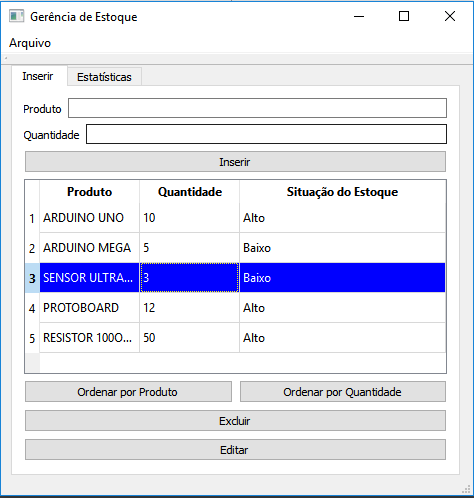 Gerência de Estoque
Arquivo
Inserir Estatísticas
Produto
Quantidade
Inserir
Produto Quantidade Situação do Estoque
1 ARDUINO UNO 10 Alto
2 ARDUINO MEGA 5 Baixo
3 SENSOR ULTRA... 3 Baixo
4 PROTOBOARD 12 Alto
5 RESISTOR 100O... 50 Alto
Ordenar por Produto Ordenar por Quantidade
Excluir
Editar